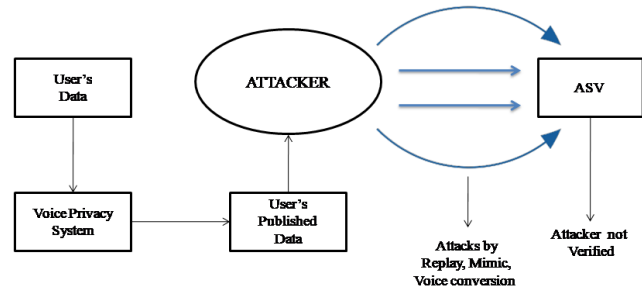 User's
Data
Voice Privacy
System
User's
Published
Data
ATTACKER
ASV
Attacks by
Replay, Mimic,
Voice conversion
Attacker not
Verified